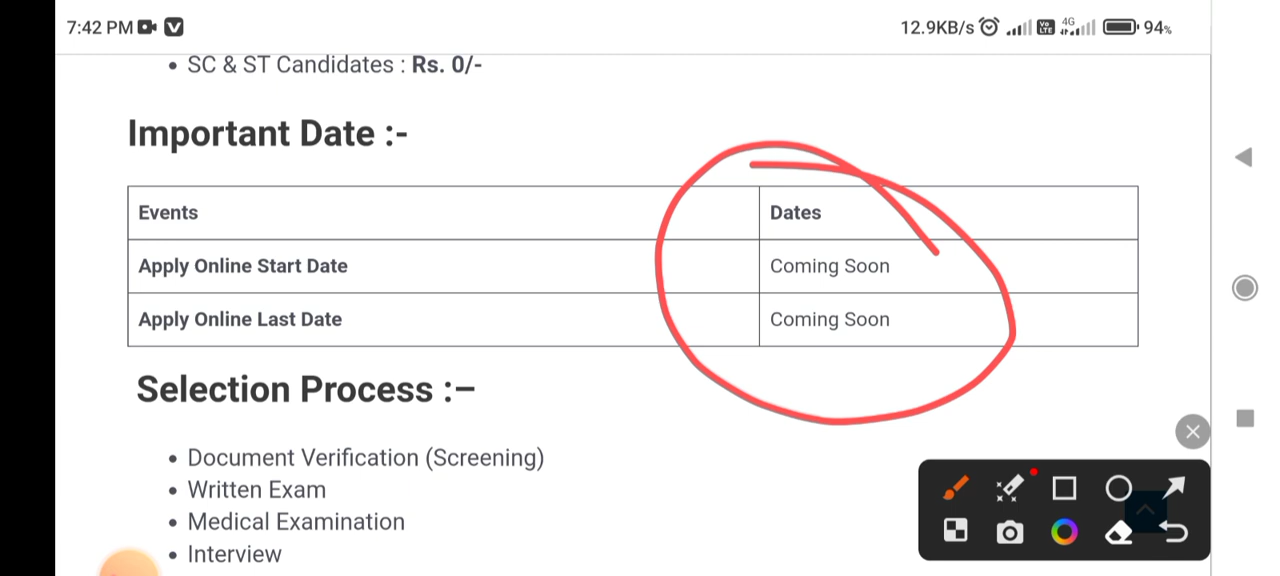 7:42 PM V 12.9KB/s Vo LTE 4G 94%
• SC & ST Candidates : Rs. 0/-
Important Date :-
Events Dates
Apply Online Start Date Coming Soon
Apply Online Last Date Coming Soon
Selection Process :–
• Document Verification (Screening)
• Written Exam
• Medical Examination
• Interview